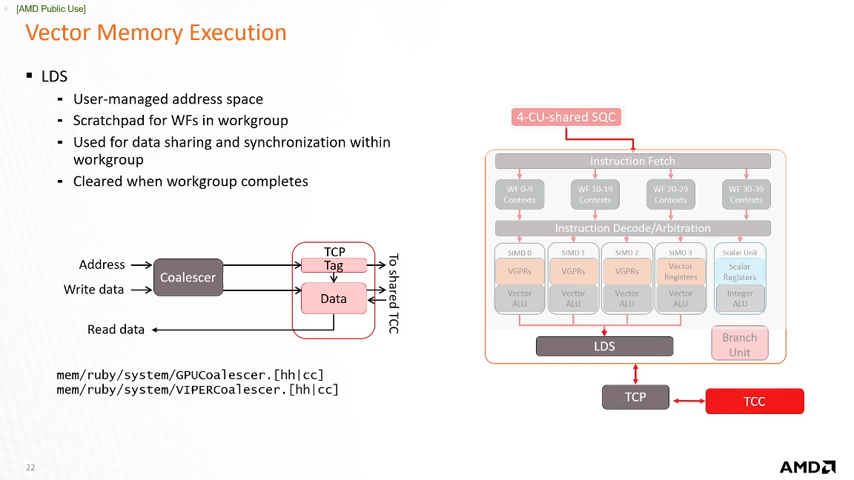 [AMD Public Use]
Vector Memory Execution
▪ LDS
- User-managed address space
- Scratchpad for WFs in workgroup
- Used for data sharing and synchronization within
workgroup
- Cleared when workgroup completes
Address
Write data
Read data
Coalescer
TCP
Tag
Data
To shared TCC
mem/ruby/system/GPUCoalescer.[hh|cc]
mem/ruby/system/VIPERCoalescer.[hh|cc]
4-CU-shared SQC
Instruction Fetch
WF 0-9
Contexts
WF 10-19
Contexts
WF 20-29
Contexts
WF 30-39
Contexts
Instruction Decode/Arbitration
SIMD 0
VGPRs
Vector
ALU
SIMD 1
VGPRs
Vector
ALU
SIMD 2
VGPRs
Vector
ALU
SIMD 3
Vector
Registers
Vector
ALU
Scalar Unit
Scalar
Registers
Integer
ALU
LDS
Branch
Unit
TCP
TCC
22
AMD